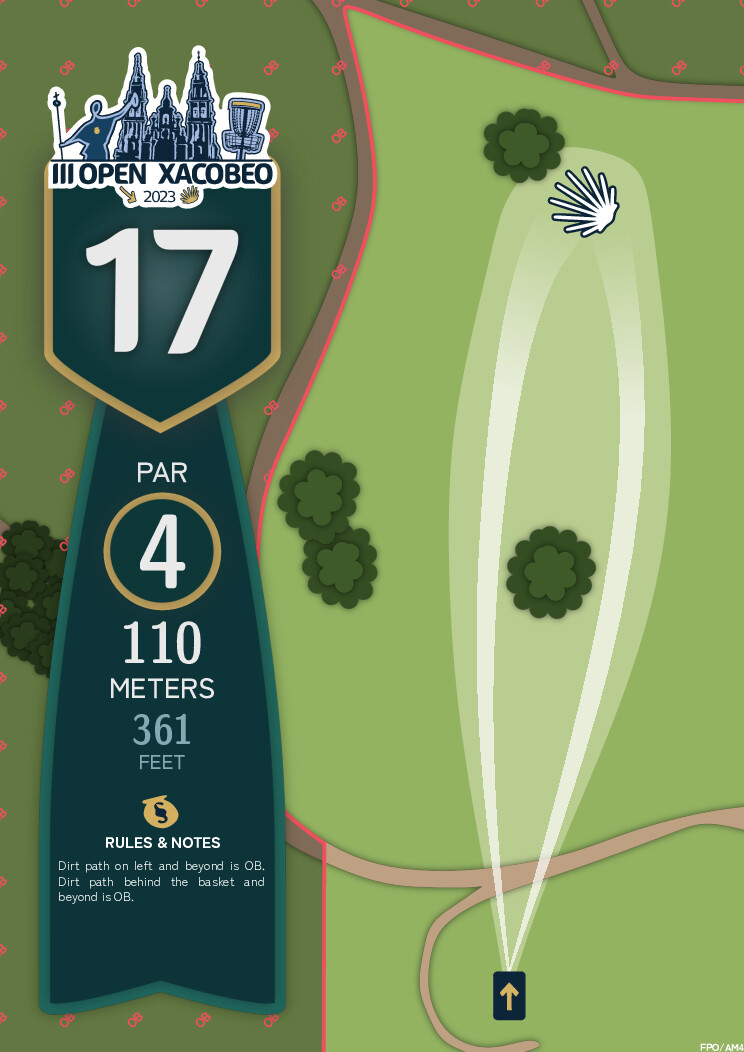 III OPEN XACOBEO
2023
17
PAR
4
110
METERS
361
FEET
RULES & NOTES
Dirt path on left and beyond is OB.
Dirt path behind the basket and
beyond is OB.
OB
FPO/AM4